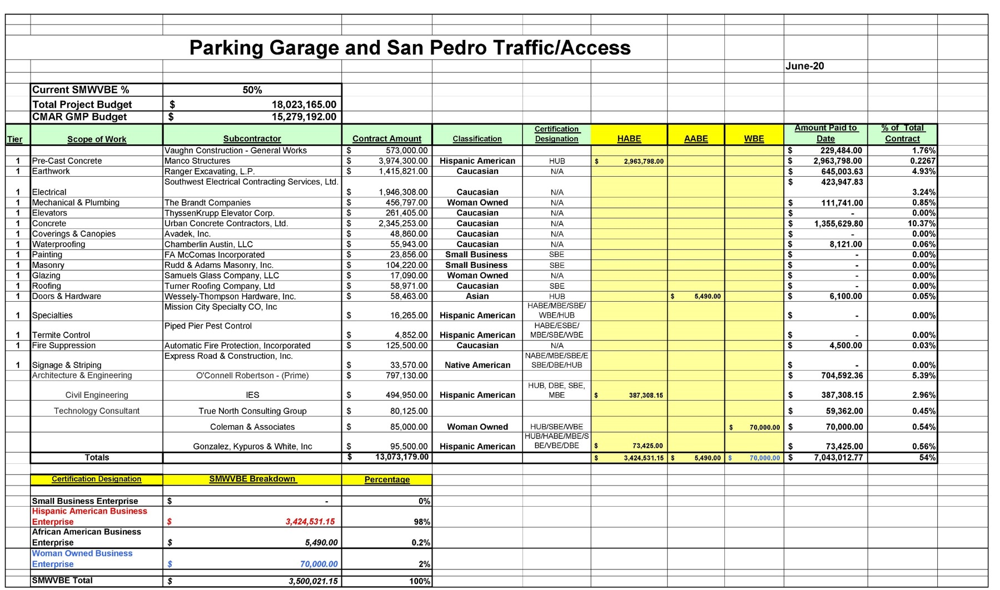 Parking Garage and San Pedro Traffic/Access
June-20
Current SMWVBE % 50%
Total Project Budget $ 18,023,165.00
CMAR GMP Budget $ 15,279,192.00
Tier Scope of Work Subcontractor Contract Amount Classification Certification Designation HABE AABE WBE Amount Paid to Date % of Total Contract
Vaughn Construction - General Works $ 573,000.00 $ 229,484.00 1.76%
1 Pre-Cast Concrete Manco Structures $ 3,974,300.00 Hispanic American HUB $ 2,963,798.00 $ 2,963,798.00 0.2267
1 Earthwork Ranger Excavating, L.P. $ 1,415,821.00 Caucasian N/A $ 645,003.63 4.93%
1 Electrical Southwest Electrical Contracting Services, Ltd. $ 1,946,308.00 Caucasian N/A $ 423,947.83 3.24%
1 Mechanical & Plumbing The Brandt Companies $ 456,797.00 Woman Owned N/A $ 111,741.00 0.85%
1 Elevators ThyssenKrupp Elevator Corp. $ 261,405.00 Caucasian N/A $ - 0.00%
1 Concrete Urban Concrete Contractors, Ltd. $ 2,345,253.00 Caucasian N/A $ 1,355,629.80 10.37%
1 Coverings & Canopies Avadek, Inc. $ 48,860.00 Caucasian N/A $ - 0.00%
1 Waterproofing Chamberlin Austin, LLC $ 55,943.00 Caucasian N/A $ 8,121.00 0.06%
1 Painting FA McComas Incorporated $ 23,856.00 Small Business SBE $ - 0.00%
1 Masonry Rudd & Adams Masonry, Inc. $ 104,220.00 Small Business SBE $ - 0.00%
1 Glazing Samuels Glass Company, LLC $ 17,090.00 Woman Owned N/A $ - 0.00%
1 Roofing Turner Roofing Company, Ltd $ 58,971.00 Caucasian SBE $ - 0.00%
1 Doors & Hardware Wessely-Thompson Hardware, Inc. $ 58,463.00 Asian HUB $ 5,490.00 $ 6,100.00 0.05%
1 Specialties Mission City Specialty CO, Inc $ 16,265.00 Hispanic American HABE/MBE/SBE/WBE/HUB $ - 0.00%
1 Termite Control Piped Pier Pest Control $ 4,852.00 Hispanic American HABE/ESBE/MBE/SBE/WBE $ - 0.00%
1 Fire Suppression Automatic Fire Protection, Incorporated $ 125,500.00 Caucasian N/A $ 4,500.00 0.03%
1 Signage & Striping Express Road & Construction, Inc. $ 33,570.00 Native American NABE/MBE/SBE/ESBE/DBE/HUB $ - 0.00%
Architecture & Engineering O'Connell Robertson - (Prime) $ 797,130.00 $ 704,592.36 5.39%
Civil Engineering IES $ 494,950.00 Hispanic American HUB, DBE, SBE, MBE $ 387,308.15 $ 387,308.15 2.96%
Technology Consultant True North Consulting Group $ 80,125.00 $ 59,362.00 0.45%
Coleman & Associates $ 85,000.00 Woman Owned HUB/SBE/WBE $ 70,000.00 $ 70,000.00 0.54%
Gonzalez, Kypuros & White, Inc $ 95,500.00 Hispanic American HUB/HABE/MBE/SBE/VBE/DBE $ 73,425.00 $ 73,425.00 0.56%
Totals $ 13,073,179.00 $ 3,424,531.15 $ 5,490.00 $ 70,000.00 $ 7,043,012.77 54%
Certification Designation SMWVBE Breakdown Percentage
Small Business Enterprise $ - 0%
Hispanic American Business Enterprise $ 3,424,531.15 98%
African American Business Enterprise $ 5,490.00 0.2%
Woman Owned Business Enterprise $ 70,000.00 2%
SMWVBE Total $ 3,500,021.15 100%